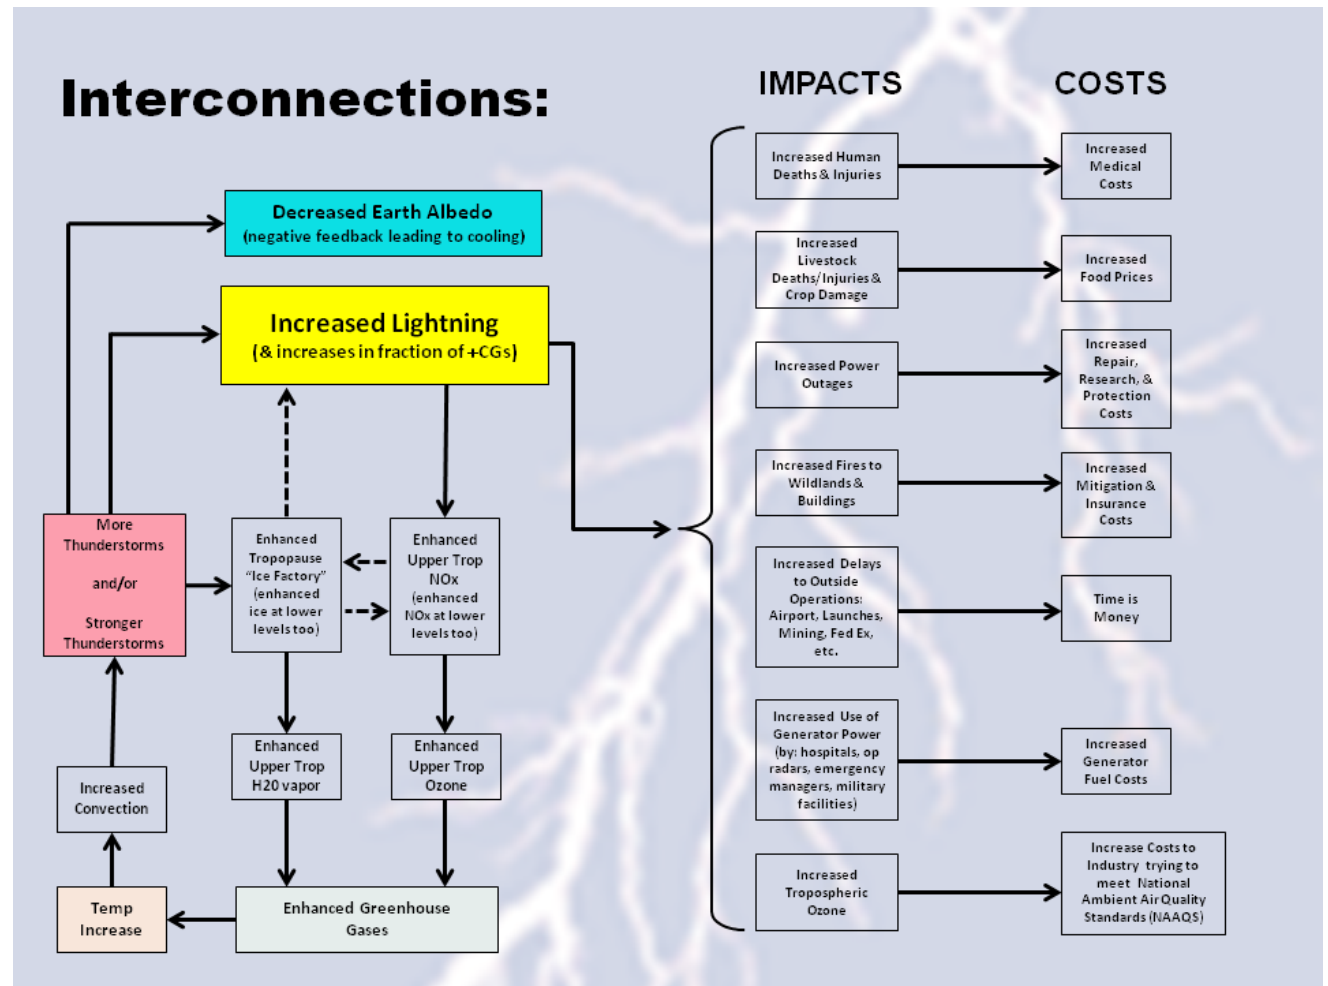 Interconnections:
IMPACTS
COSTS
Decreased Earth Albedo
(negative feedback leading to cooling)
Increased Lightning
(& increases in fraction of +CGs)
More
Thunderstorms
and/or
Stronger
Thunderstorms
Enhanced
Tropopause
“Ice Factory”
(enhanced
ice at lower
levels too)
Enhanced
Upper Trop
NOx
(enhanced
NOx at lower
levels too)
Enhanced
Upper Trop
H20 vapor
Enhanced
Upper Trop
Ozone
Increased
Convection
Temp
Increase
Enhanced Greenhouse
Gases
Increased Human
Deaths & Injuries
Increased
Medical
Costs
Increased
Livestock
Deaths/Injuries &
Crop Damage
Increased
Food Prices
Increased Power
Outages
Increased
Repair,
Research, &
Protection
Costs
Increased Fires to
Wildlands &
Buildings
Increased
Mitigation &
Insurance
Costs
Increased Delays
to Outside
Operations:
Airport, Launches,
Mining, Fed Ex,
etc.
Time is
Money
Increased Use of
Generator Power
(by: hospitals, op
radars, emergency
managers, military
facilities)
Increased
Generator
Fuel Costs
Increased
Tropospheric
Ozone
Increase Costs to
Industry trying to
meet National
Ambient Air Quality
Standards (NAAQS)